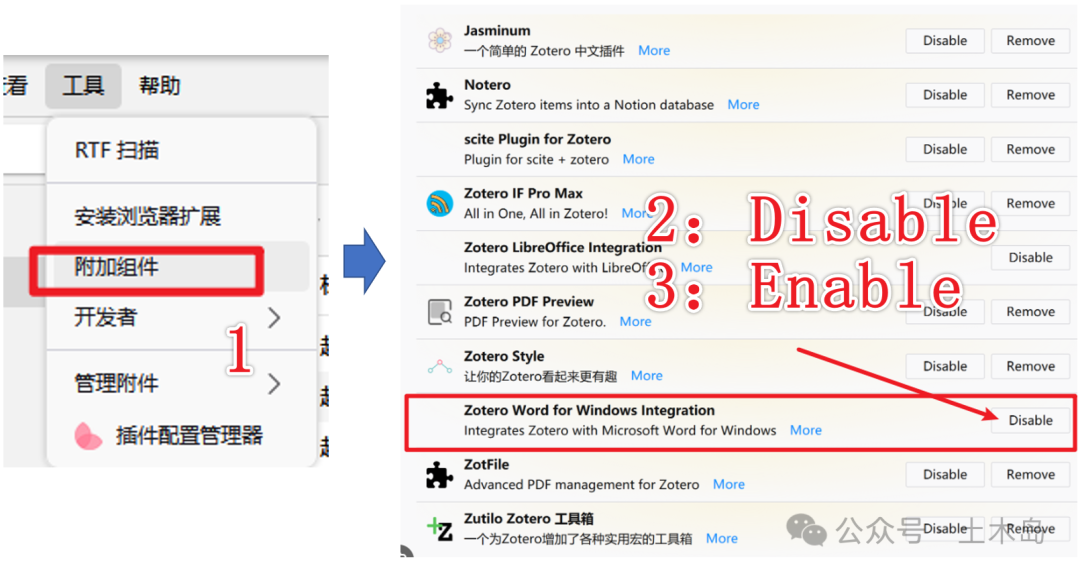 看
工具
帮助
RTF 扫描
安装浏览器扩展
附加组件
开发者
1
管理附件
插件配置管理器
Jasminum
一个简单的 Zotero 中文插件 More
Disable
Remove
Notero
Sync Zotero items into a Notion database More
Disable
Remove
scite Plugin for Zotero
Plugin for scite + zotero More
Disable
Remove
Zotero IF Pro Max
All in One, All in Zotero! More
Disable
Remove
2: Disable
Zotero LibreOffice Integration
Integrates Zotero with LibreOffi More
Disable
3: Enable
Zotero PDF Preview
PDF Preview for Zotero. More
Disable
Remove
Zotero Style
让你的Zotero看起来更有趣 More
Disable
Remove
Zotero Word for Windows Integration
Integrates Zotero with Microsoft Word for Windows More
Disable
ZotFile
Advanced PDF management for Zotero More
Disable
Remove
Zutilo Zotero 工具箱
一个为Zotero增加了各种实用宏的工具箱 More
Disable
Remove
公众号 土木岛